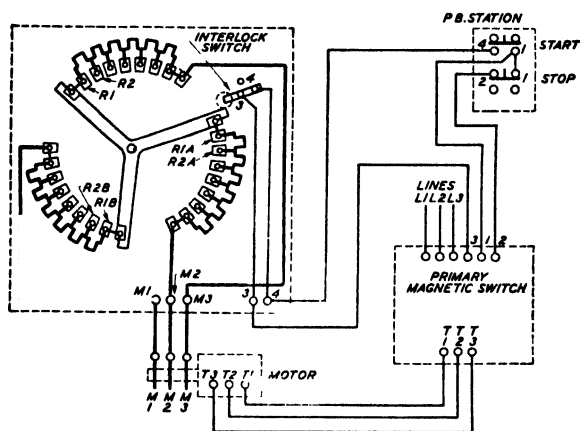 P.B. STATION
INTERLOCK
SWITCH
4
3
R2
R1
4 1 START
2 1 STOP
R1A
R2A
R2B
R1B
LINES
L1 L2 L3 3 1 2
M2
M1 M3 3 4
PRIMARY
MAGNETIC SWITCH
T T T
1 2 3
T3 T2 T1 MOTOR
M M M
1 2 3